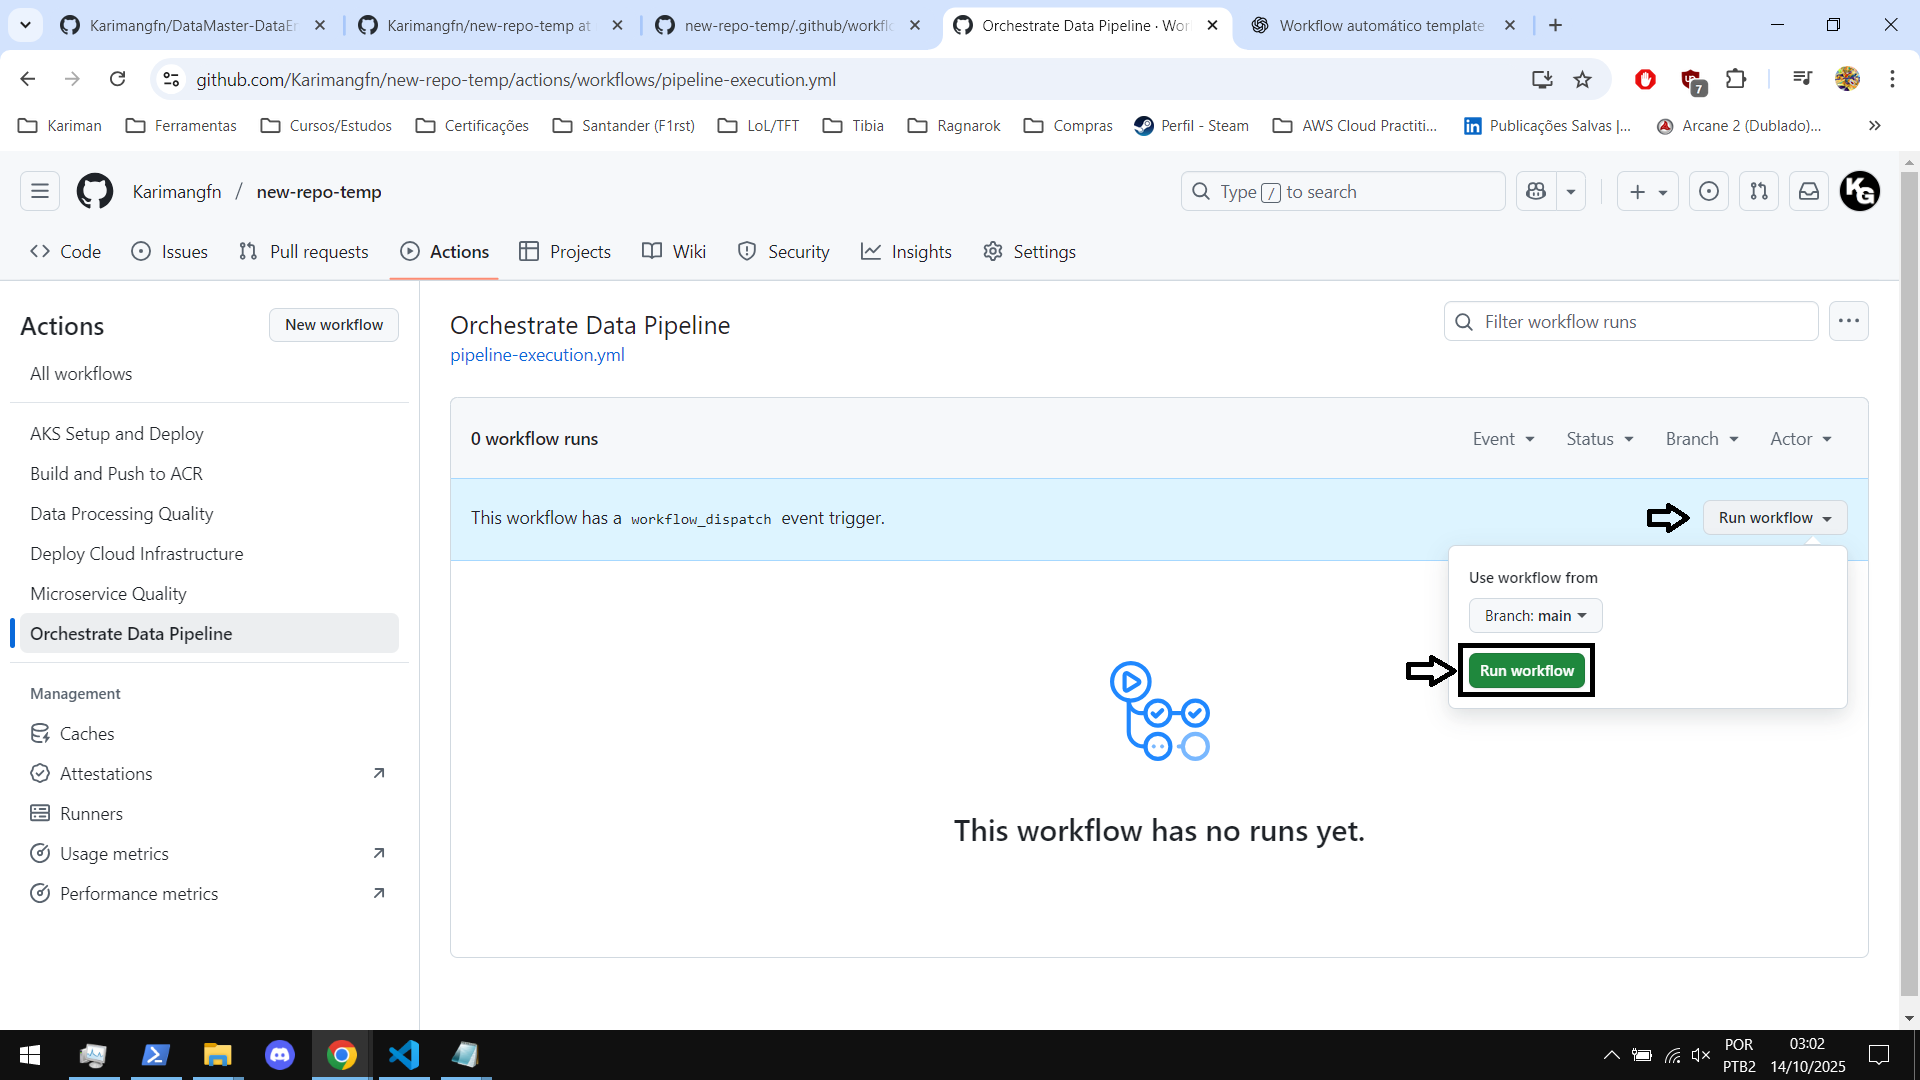 Karimangfn/DataMaster-DataEn
Karimangfn/new-repo-temp at
new-repo-temp/.github/workflo
Orchestrate Data Pipeline · Wor
Workflow automático template
github.com/Karimangfn/new-repo-temp/actions/workflows/pipeline-execution.yml
7
Kariman
Ferramentas
Cursos/Estudos
Certificações
Santander (F1rst)
LoL/TFT
Tibia
Ragnarok
Compras
Perfil - Steam
AWS Cloud Practiti...
Publicações Salvas |...
Arcane 2 (Dublado)...
Karimangfn / new-repo-temp
Type / to search
KG
Code
Issues
Pull requests
Actions
Projects
Wiki
Security
Insights
Settings
Actions
New workflow
All workflows
AKS Setup and Deploy
Build and Push to ACR
Data Processing Quality
Deploy Cloud Infrastructure
Microservice Quality
Orchestrate Data Pipeline
Management
Caches
Attestations
Runners
Usage metrics
Performance metrics
Orchestrate Data Pipeline
pipeline-execution.yml
Filter workflow runs
0 workflow runs
Event
Status
Branch
Actor
This workflow has a workflow_dispatch event trigger.
Run workflow
Use workflow from
Branch: main
Run workflow
This workflow has no runs yet.
POR
PTB2
03:02
14/10/2025